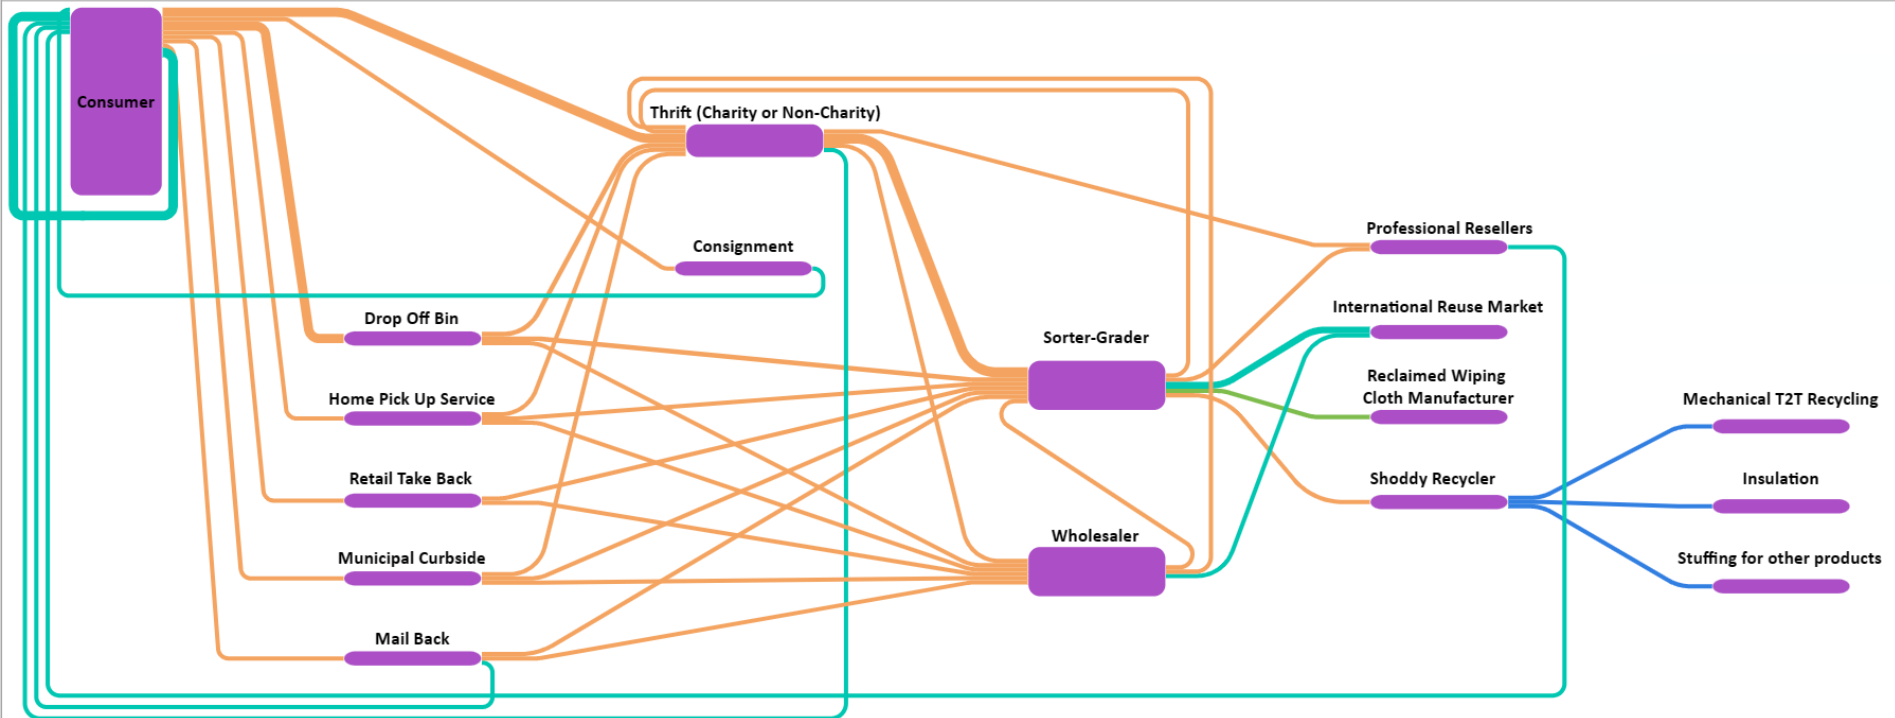 Consumer
Thrift (Charity or Non-Charity)
Consignment
Drop Off Bin
Home Pick Up Service
Retail Take Back
Municipal Curbside
Mail Back
Sorter-Grader
Wholesaler
Professional Resellers
International Reuse Market
Reclaimed Wiping
Cloth Manufacturer
Shoddy Recycler
Mechanical T2T Recycling
Insulation
Stuffing for other products